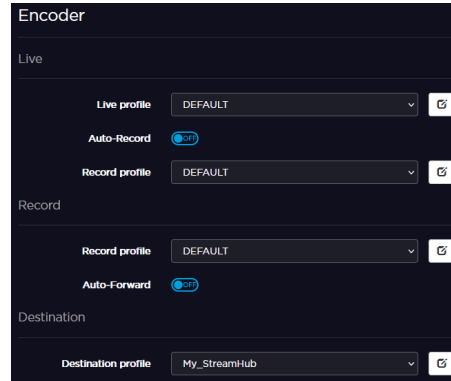 Encoder
Live
Live profile DEFAULT
Auto-Record OFF
Record profile DEFAULT
Record
Record profile DEFAULT
Auto-Forward OFF
Destination
Destination profile My_StreamHub